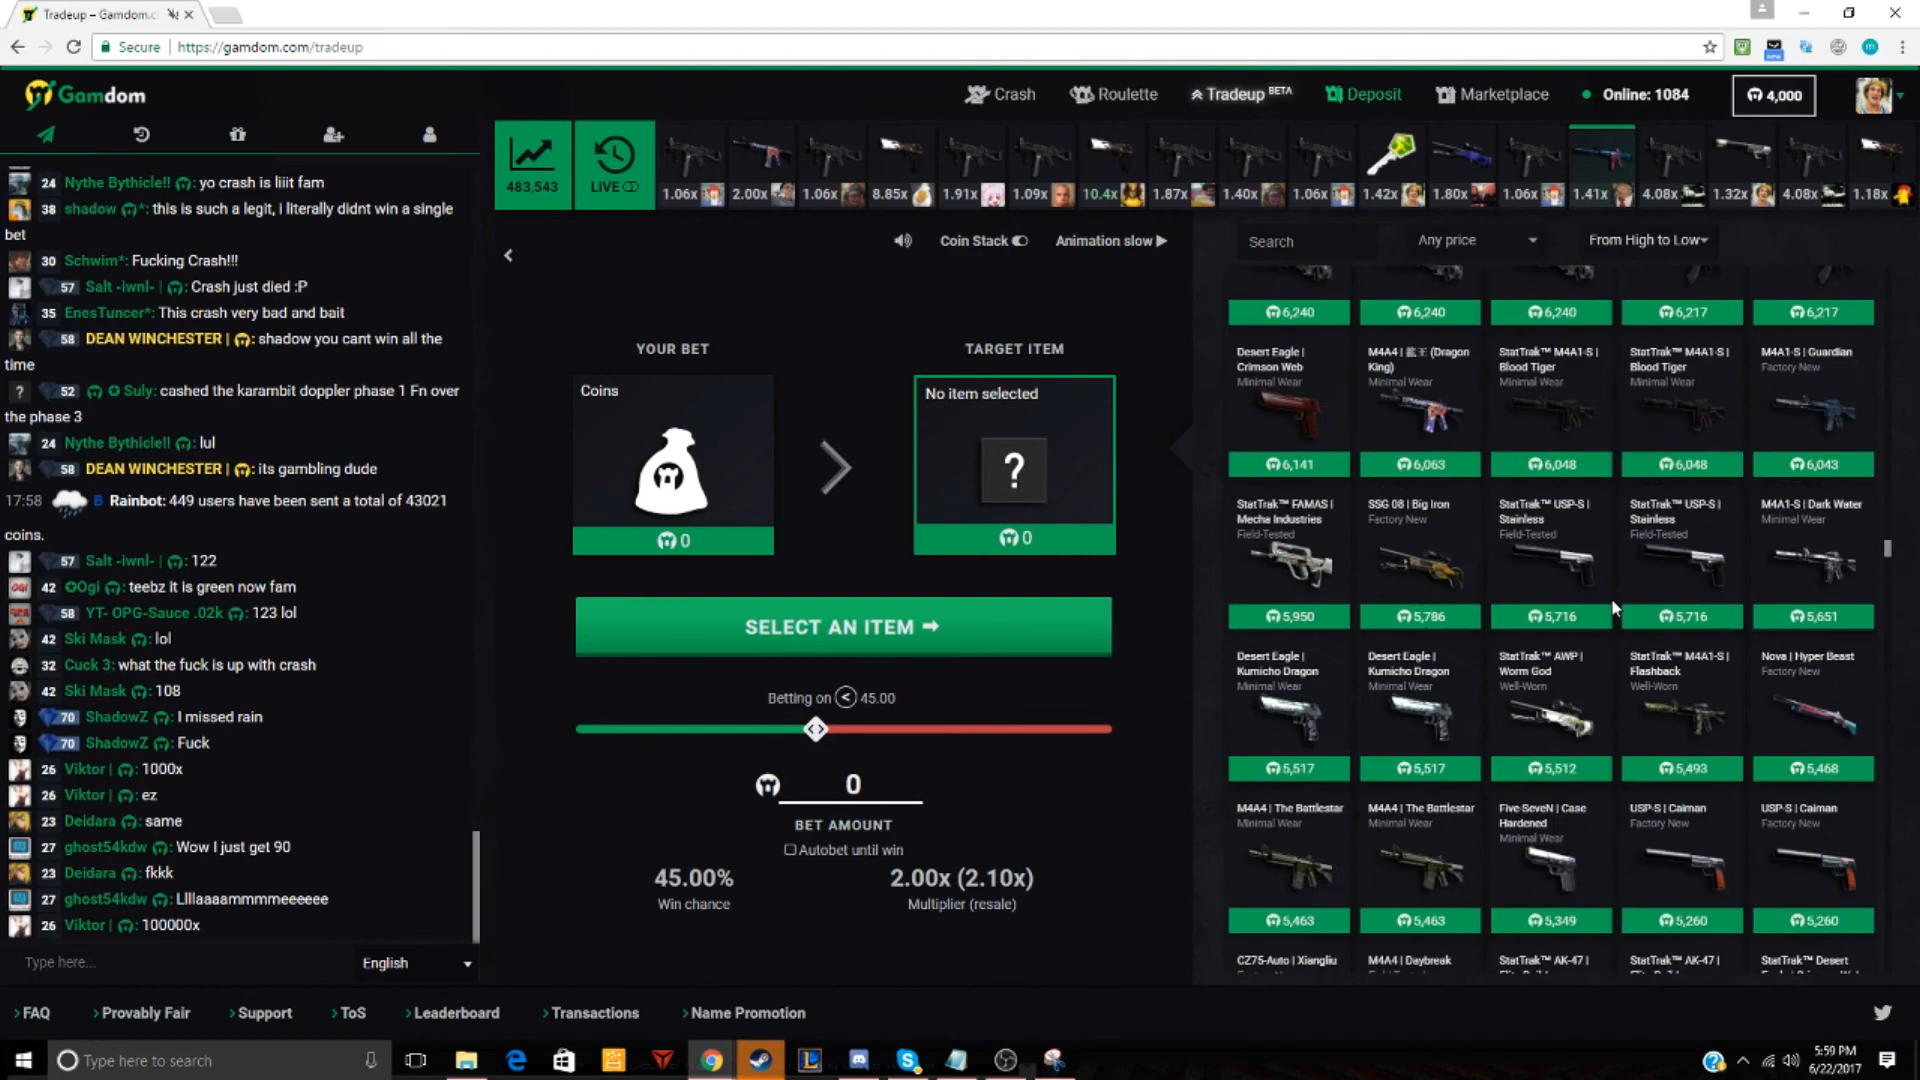 Tradeup – Gamdom.c
Secure https://gamdom.com/tradeup
Gamdom
Crash
Roulette
Tradeup BETA
Deposit
Marketplace
Online: 1084
4,000
483,543
LIVE
1.06x
2.00x
1.06x
8.85x
1.91x
1.09x
10.4x
1.87x
1.40x
1.06x
1.42x
1.80x
1.06x
1.41x
4.08x
1.32x
4.08x
1.18x
24 Nythe Bythicle!! : yo crash is liiit fam
38 shadow *: this is such a legit, i literally didnt win a single
bet
30 Schwim*: Fucking Crash!!!
57 Salt -iwnl- | : Crash just died :P
35 EnesTuncer*: This crash very bad and bait
58 DEAN WINCHESTER | : shadow you cant win all the
time
? 52 Suly: cashed the karambit doppler phase 1 Fn over
the phase 3
24 Nythe Bythicle!! : lul
58 DEAN WINCHESTER | : its gambling dude
17:58 B Rainbot: 449 users have been sent a total of 43021
coins.
57 Salt -iwnl- | : 122
OGI 42 Ogi : teebz it is green now fam
58 YT- OPG-Sauce .02k : 123 lol
42 Ski Mask : lol
32 Cuck 3: what the fuck is up with crash
42 Ski Mask : 108
70 ShadowZ : I missed rain
70 ShadowZ : Fuck
26 Viktor | : 1000x
26 Viktor | : ez
23 Deidara : same
27 ghost54kdw : Wow I just get 90
23 Deidara : fkkk
27 ghost54kdw : Llllaaaammmmeeeeee
26 Viktor | : 100000x
Type here...
English
Coin Stack
Animation slow
YOUR BET
TARGET ITEM
Coins
0
No item selected
?
0
SELECT AN ITEM
Betting on < 45.00
0
BET AMOUNT
Autobet until win
45.00%
Win chance
2.00x (2.10x)
Multiplier (resale)
Search
Any price
From High to Low
6,240
6,240
6,240
6,217
6,217
Desert Eagle |
Crimson Web
Minimal Wear
6,141
M4A4 | 龍王 (Dragon
King)
Minimal Wear
6,063
StatTrak™ M4A1-S |
Blood Tiger
Minimal Wear
6,048
StatTrak™ M4A1-S |
Blood Tiger
Minimal Wear
6,048
M4A1-S | Guardian
Factory New
6,043
StatTrak™ FAMAS |
Mecha Industries
Field-Tested
5,950
SSG 08 | Big Iron
Factory New
5,786
StatTrak™ USP-S |
Stainless
Field-Tested
5,716
StatTrak™ USP-S |
Stainless
Field-Tested
5,716
M4A1-S | Dark Water
Minimal Wear
5,651
Desert Eagle |
Kumicho Dragon
Minimal Wear
5,517
Desert Eagle |
Kumicho Dragon
Minimal Wear
5,517
StatTrak™ AWP |
Worm God
Well-Worn
5,512
StatTrak™ M4A1-S |
Flashback
Well-Worn
5,493
Nova | Hyper Beast
Factory New
5,468
M4A4 | The Battlestar
Minimal Wear
5,463
M4A4 | The Battlestar
Minimal Wear
5,463
Five-SeveN | Case
Hardened
Minimal Wear
5,349
USP-S | Caiman
Factory New
5,260
USP-S | Caiman
Factory New
5,260
CZ75-Auto | Xiangliu
M4A4 | Daybreak
StatTrak™ AK-47 |
StatTrak™ AK-47 |
StatTrak™ Desert
FAQ
Provably Fair
Support
ToS
Leaderboard
Transactions
Name Promotion
Type here to search
5:59 PM
6/22/2017